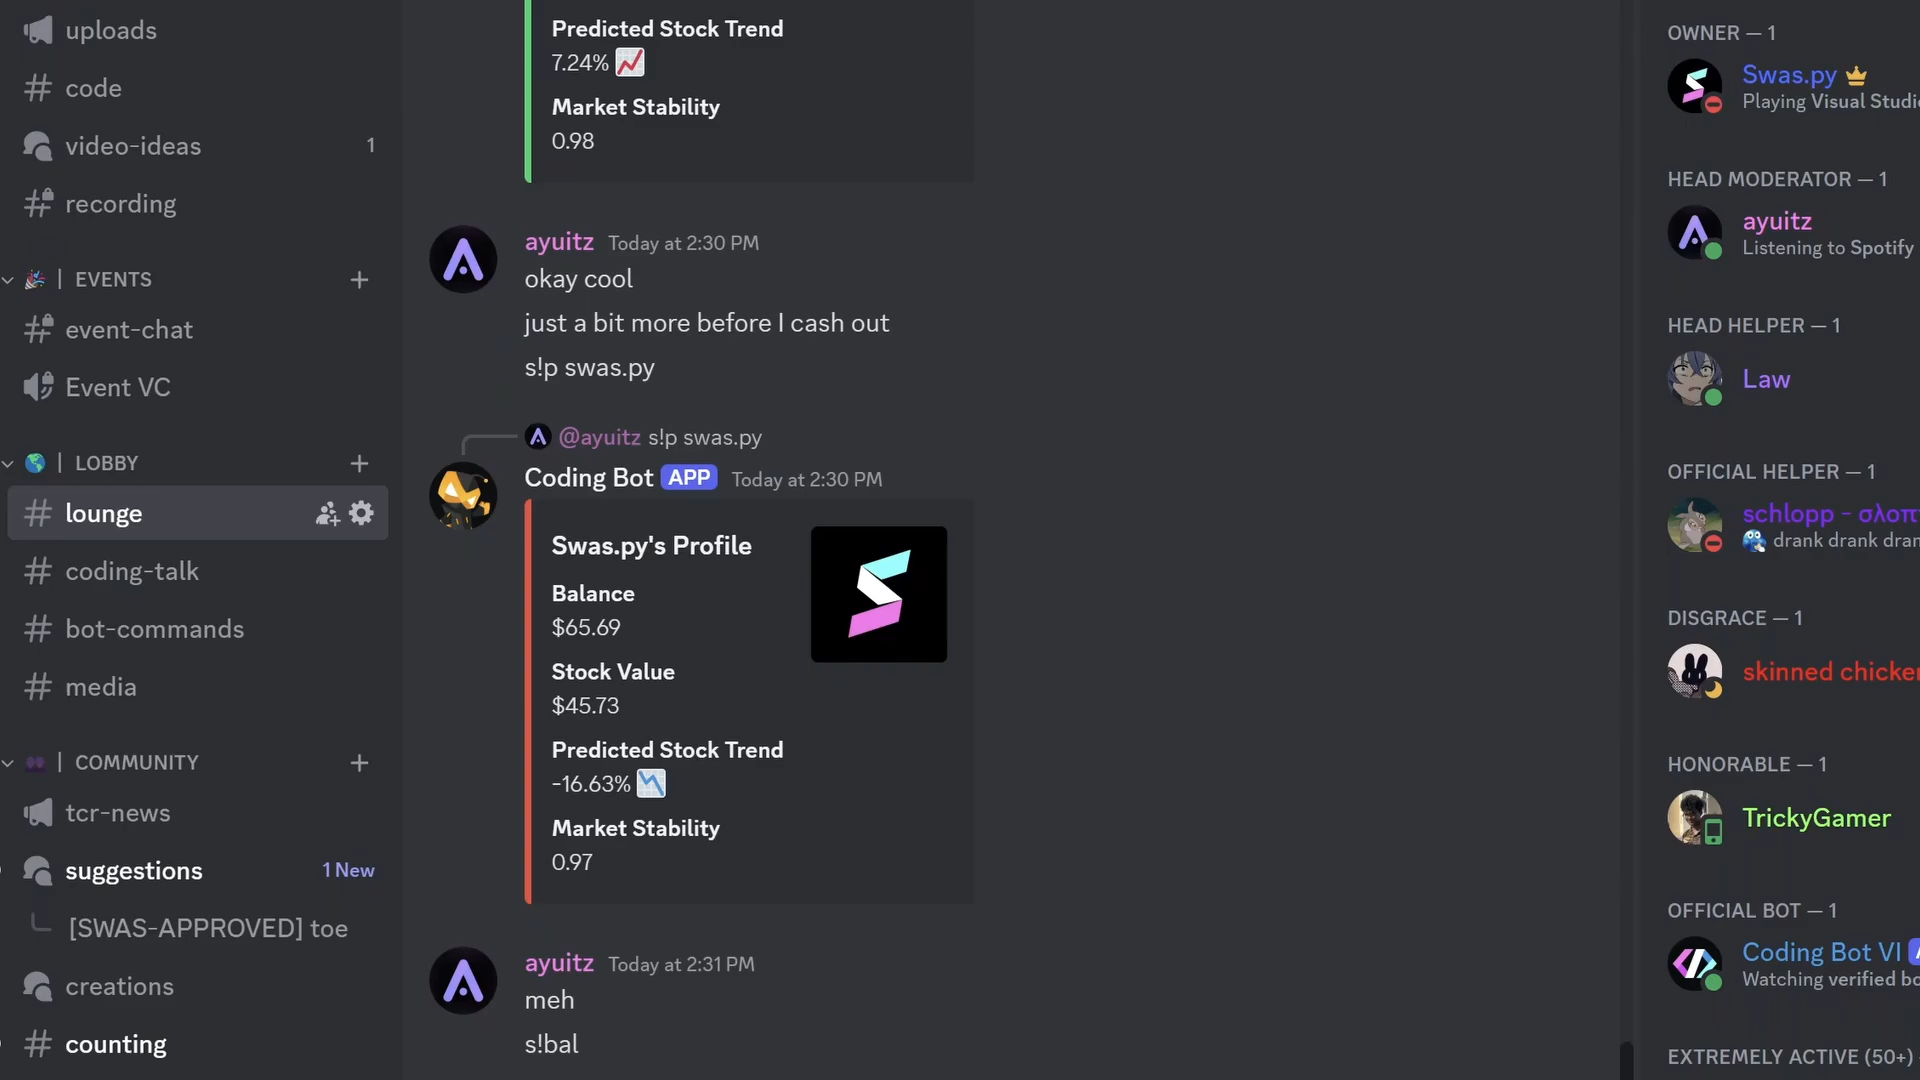 uploads
code
video-ideas 1
recording
| EVENTS
event-chat
Event VC
| LOBBY
lounge
coding-talk
bot-commands
media
| COMMUNITY
tcr-news
suggestions 1 New
[SWAS-APPROVED] toe
creations
counting
Predicted Stock Trend
7.24%
Market Stability
0.98
ayuitz Today at 2:30 PM
okay cool
just a bit more before I cash out
s!p swas.py
@ayuitz s!p swas.py
Coding Bot APP Today at 2:30 PM
Swas.py's Profile
Balance
$65.69
Stock Value
$45.73
Predicted Stock Trend
-16.63%
Market Stability
0.97
ayuitz Today at 2:31 PM
meh
s!bal
OWNER — 1
Swas.py
Playing Visual Studi
HEAD MODERATOR — 1
ayuitz
Listening to Spotify
HEAD HELPER — 1
Law
OFFICIAL HELPER — 1
schlopp - σλοπ
drank drank dran
DISGRACE — 1
skinned chicken
HONORABLE — 1
TrickyGamer
OFFICIAL BOT — 1
Coding Bot VI
Watching verified bo
EXTREMELY ACTIVE (50+)